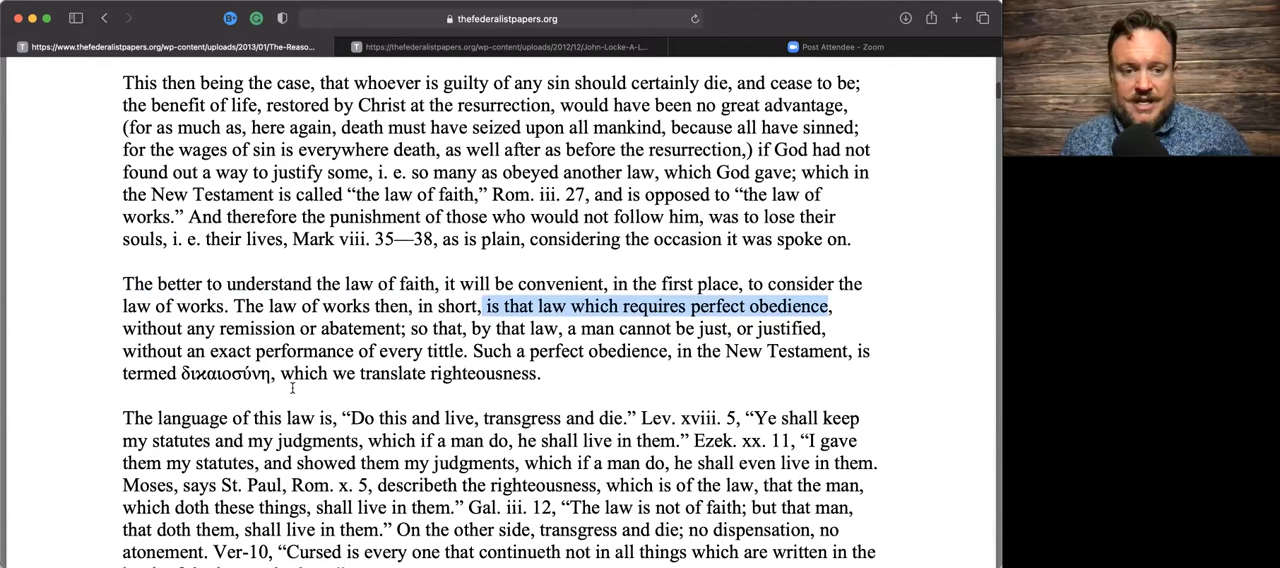 thefederalistpapers.org
https://www.thefederalistpapers.org/wp-content/uploads/2013/01/The-Reaso...
https://thefederalistpapers.org/wp-content/uploads/2012/12/John-Locke-A-L...
Post Attendee - Zoom
This then being the case, that whoever is guilty of any sin should certainly die, and cease to be;
the benefit of life, restored by Christ at the resurrection, would have been no great advantage,
(for as much as, here again, death must have seized upon all mankind, because all have sinned;
for the wages of sin is everywhere death, as well after as before the resurrection,) if God had not
found out a way to justify some, i. e. so many as obeyed another law, which God gave; which in
the New Testament is called “the law of faith,” Rom. iii. 27, and is opposed to “the law of
works.” And therefore the punishment of those who would not follow him, was to lose their
souls, i. e. their lives, Mark viii. 35—38, as is plain, considering the occasion it was spoke on.
The better to understand the law of faith, it will be convenient, in the first place, to consider the
law of works. The law of works then, in short, is that law which requires perfect obedience,
without any remission or abatement; so that, by that law, a man cannot be just, or justified,
without an exact performance of every tittle. Such a perfect obedience, in the New Testament, is
termed δικαιοσύνη, which we translate righteousness.
The language of this law is, “Do this and live, transgress and die.” Lev. xviii. 5, “Ye shall keep
my statutes and my judgments, which if a man do, he shall live in them.” Ezek. xx. 11, “I gave
them my statutes, and showed them my judgments, which if a man do, he shall even live in them.
Moses, says St. Paul, Rom. x. 5, describeth the righteousness, which is of the law, that the man,
which doth these things, shall live in them.” Gal. iii. 12, “The law is not of faith; but that man,
that doth them, shall live in them.” On the other side, transgress and die; no dispensation, no
atonement. Ver-10, “Cursed is every one that continueth not in all things which are written in the